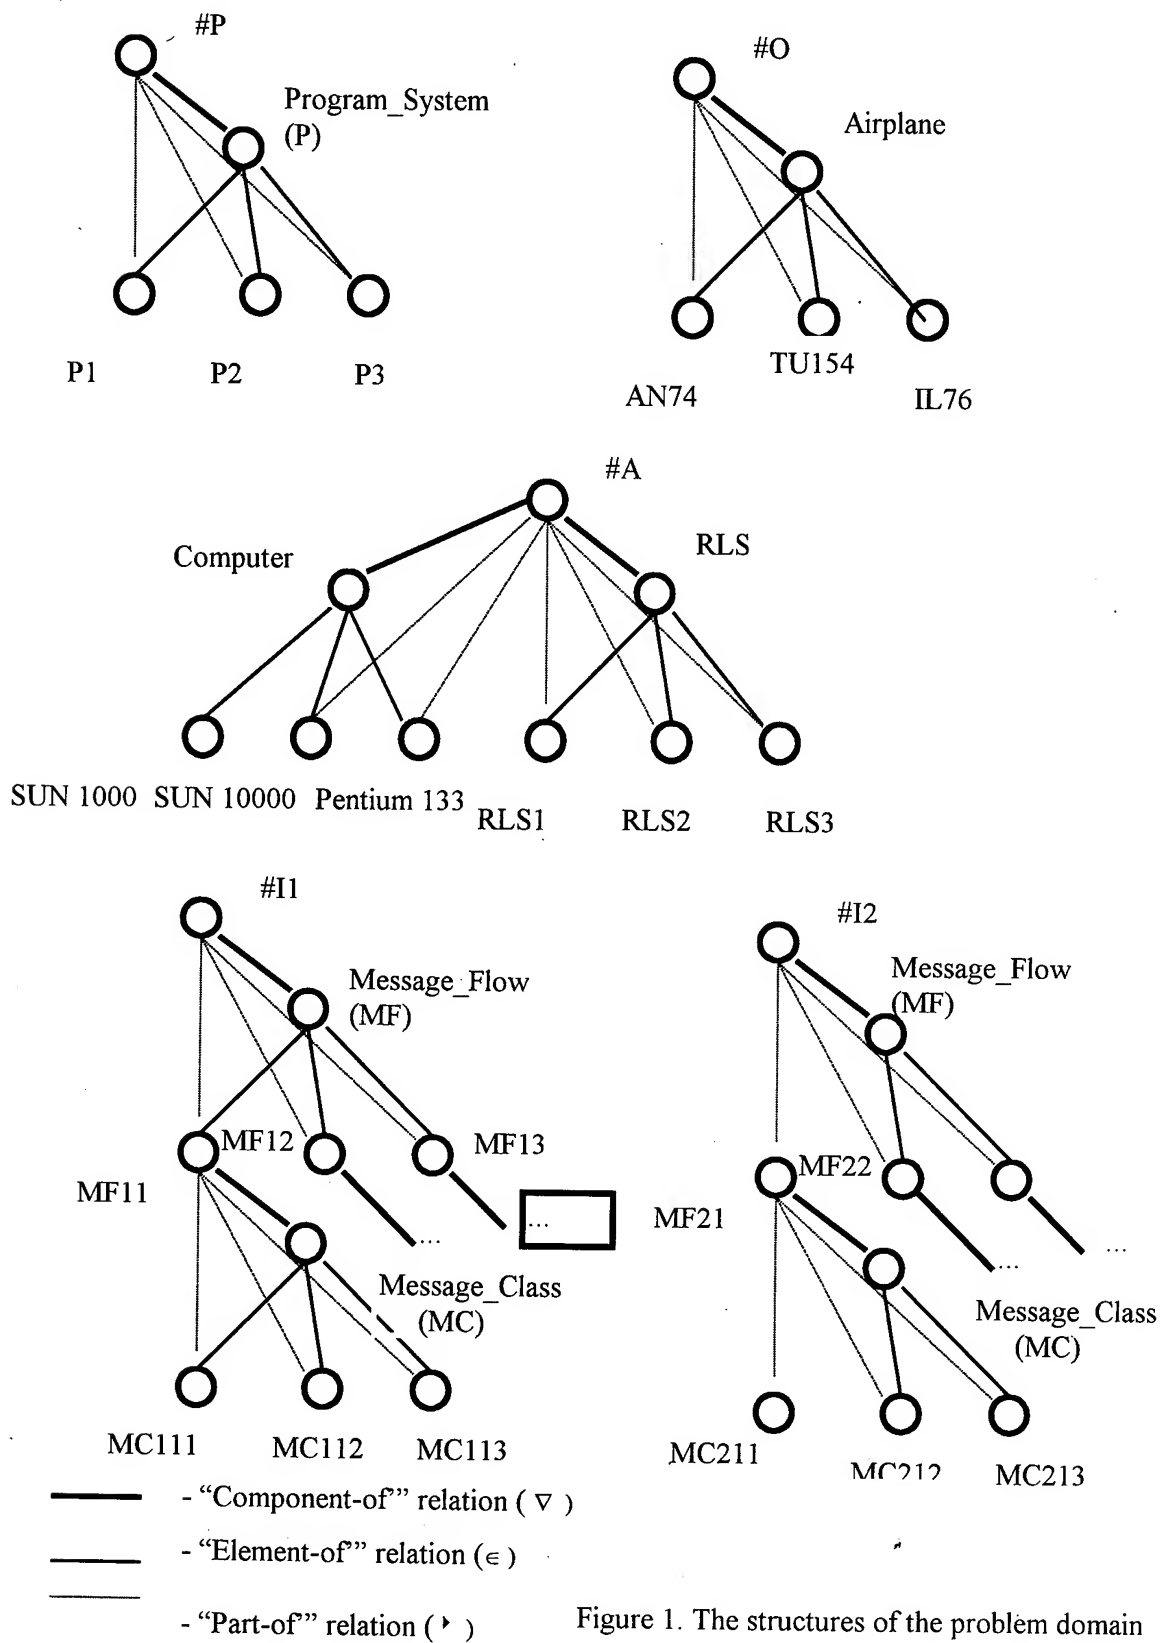 #P
Program_System
(P)
P1
P2
P3
#O
Airplane
AN74
TU154
IL76
#A
Computer
RLS
SUN 1000 SUN 10000 Pentium 133
RLS1
RLS2
RLS3
#I1
Message_Flow
(MF)
MF12
MF13
MF11
...
...
Message_Class
(MC)
MC111
MC112
MC113
#I2
Message_Flow
(MF)
MF22
MF21
...
...
Message_Class
(MC)
MC211
MC212
MC213
- “Component-of” relation ( ∇ )
- “Element-of” relation (∈ )
- “Part-of” relation ( ‣ )
Figure 1. The structures of the problem domain